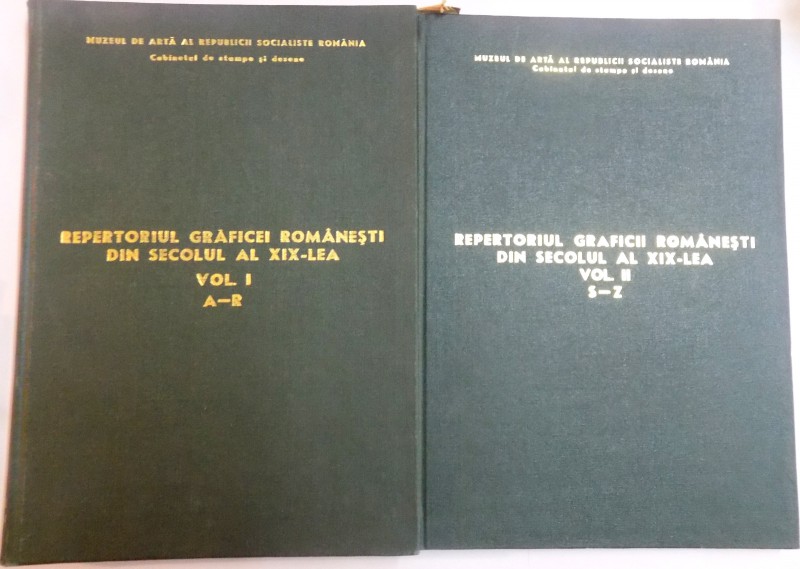 MUZEUL DE ARTĂ AL REPUBLICII SOCIALISTE ROMÂNIA
Cabinetul de stampe și desene
REPERTORIUL GRAFICEI ROMÂNEȘTI
DIN SECOLUL AL XIX-LEA
VOL. I
A—R
MUZEUL DE ARTĂ AL REPUBLICII SOCIALISTE ROMÂNIA
Cabinetul de stampe și desene
REPERTORIUL GRAFICII ROMÂNEȘTI
DIN SECOLUL AL XIX-LEA
VOL. II
S—Z